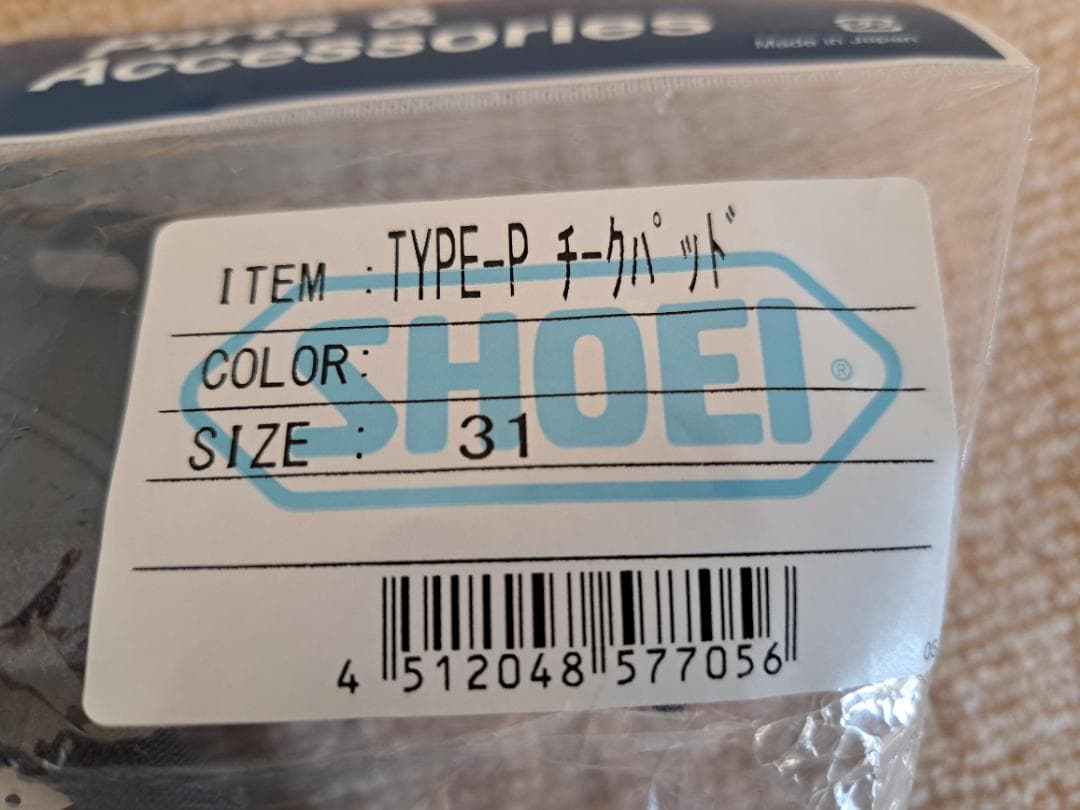 Parts &
Accessories
Made in Japan
ITEM : TYPE-P ﾁｰｸﾊﾟｯﾄﾞ
COLOR:
SIZE : 31
SHOEI ®
4 512048 577056